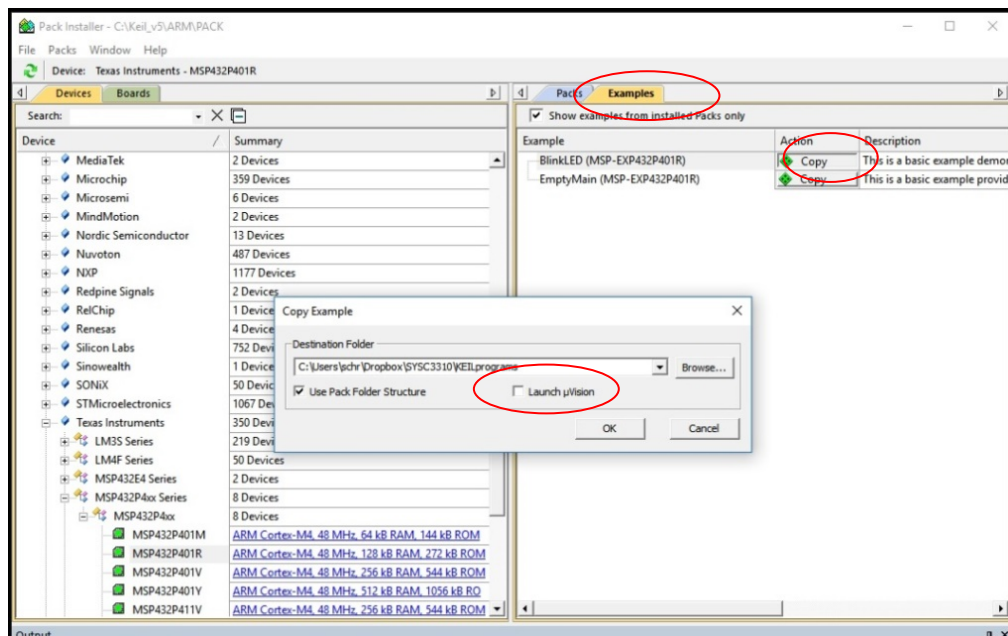 Pack Installer - C:\Keil_v5\ARM\PACK
File Packs Window Help
Device: Texas Instruments - MSP432P401R
Devices Boards
Search:
Device / Summary
MediaTek 2 Devices
Microchip 359 Devices
Microsemi 6 Devices
MindMotion 2 Devices
Nordic Semiconductor 13 Devices
Nuvoton 487 Devices
NXP 1177 Devices
Redpine Signals 2 Devices
RelChip 1 Device
Renesas 4 Device
Silicon Labs 752 Devi
Sinowealth 1 Device
SONiX 50 Devic
STMicroelectronics 1067 Dev
Texas Instruments 350 Devi
LM3S Series 219 Devi
LM4F Series 50 Devices
MSP432E4 Series 2 Devices
MSP432P4xx Series 8 Devices
MSP432P4xx 8 Devices
MSP432P401M ARM Cortex-M4, 48 MHz, 64 kB RAM, 144 kB ROM
MSP432P401R ARM Cortex-M4, 48 MHz, 128 kB RAM, 272 kB ROM
MSP432P401V ARM Cortex-M4, 48 MHz, 256 kB RAM, 544 kB ROM
MSP432P401Y ARM Cortex-M4, 48 MHz, 512 kB RAM, 1056 kB RO
MSP432P411V ARM Cortex-M4, 48 MHz, 256 kB RAM, 544 kB ROM
Packs Examples
Show examples from installed Packs only
Example Action Description
BlinkLED (MSP-EXP432P401R) Copy This is a basic example demo
EmptyMain (MSP-EXP432P401R) Copy This is a basic example provid
Copy Example
Destination Folder
C:\Users\schr\Dropbox\SYSC3310\KEILprograms Browse...
Use Pack Folder Structure Launch µVision
OK Cancel
Output